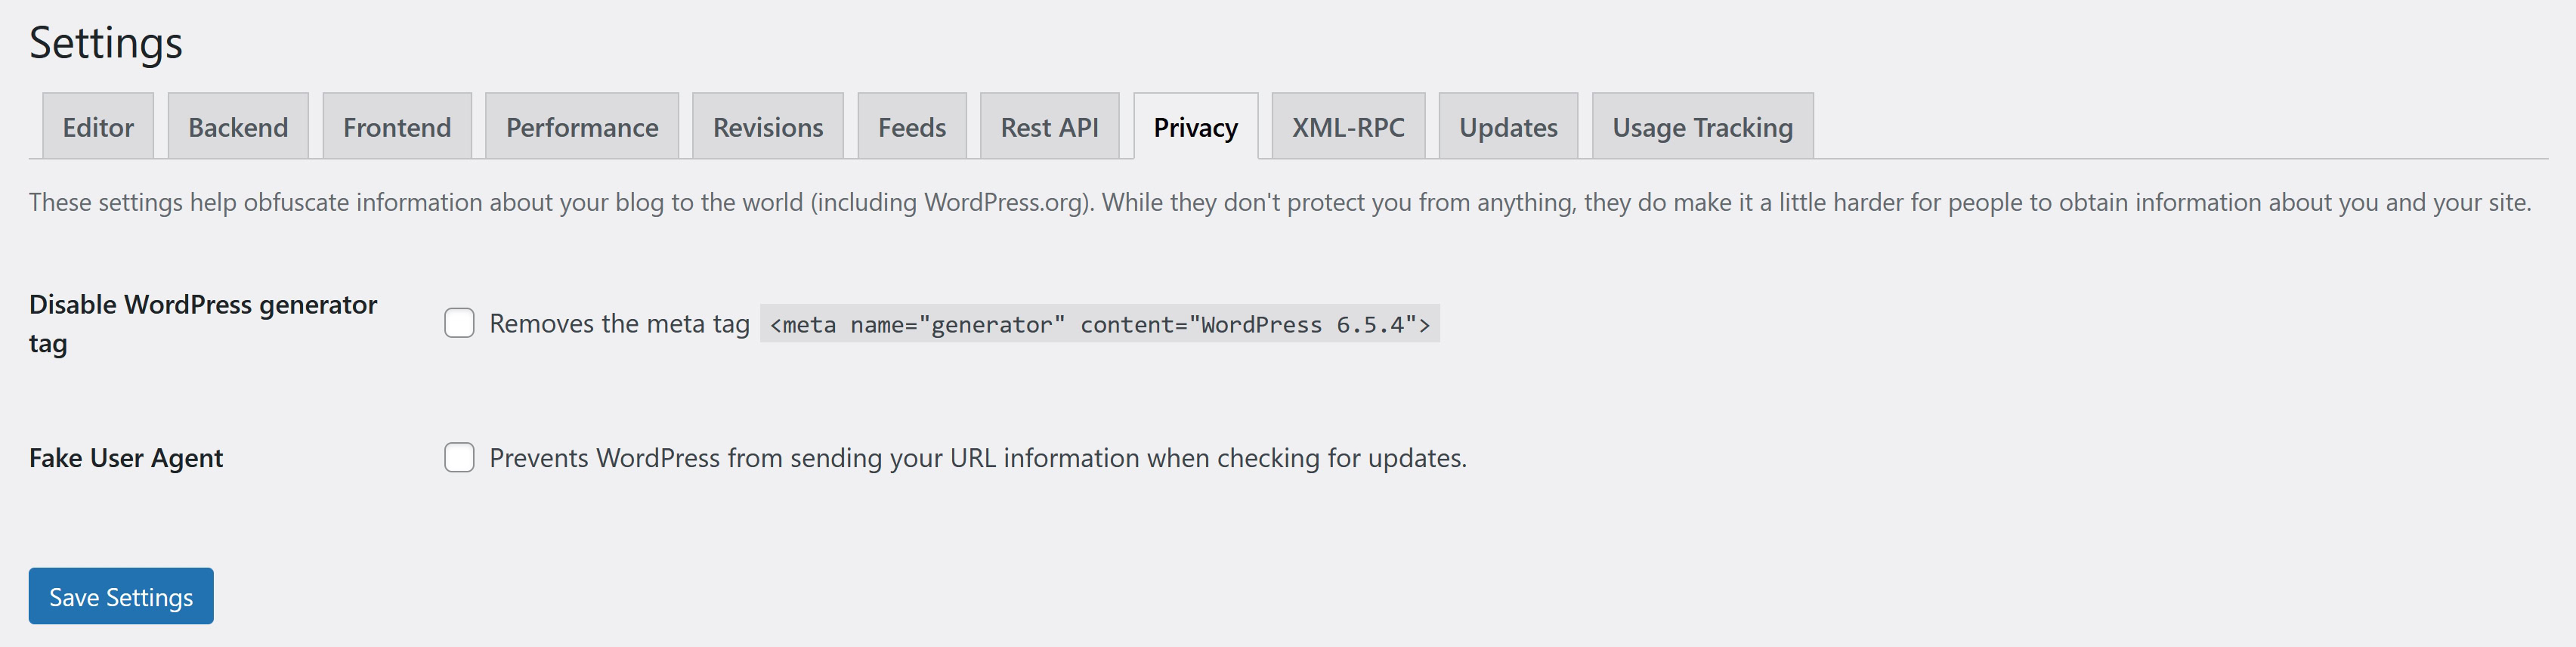 Settings
Editor Backend Frontend Performance Revisions Feeds Rest API Privacy XML-RPC Updates Usage Tracking
These settings help obfuscate information about your blog to the world (including WordPress.org). While they don't protect you from anything, they do make it a little harder for people to obtain information about you and your site.
Disable WordPress generator
tag
Removes the meta tag <meta name="generator" content="WordPress 6.5.4">
Fake User Agent
Prevents WordPress from sending your URL information when checking for updates.
Save Settings